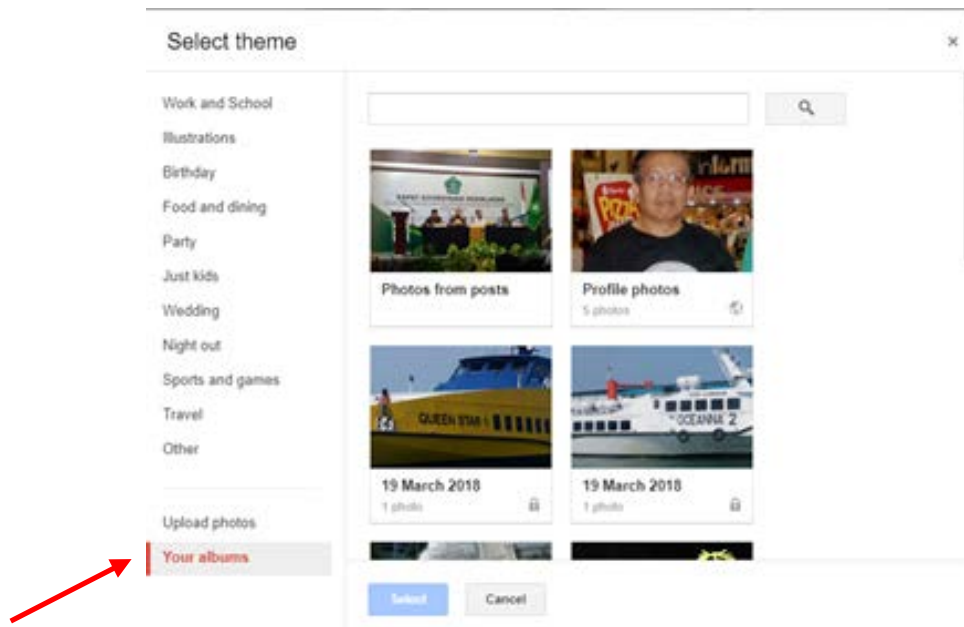 Select theme
×
Work and School
Illustrations
Birthday
Food and dining
Party
Just kids
Wedding
Night out
Sports and games
Travel
Other
Upload photos
Your albums
Photos from posts
Profile photos
5 photos
QUEEN STAR 1
OCEANNA 2
19 March 2018
1 photo
19 March 2018
1 photo
Select
Cancel